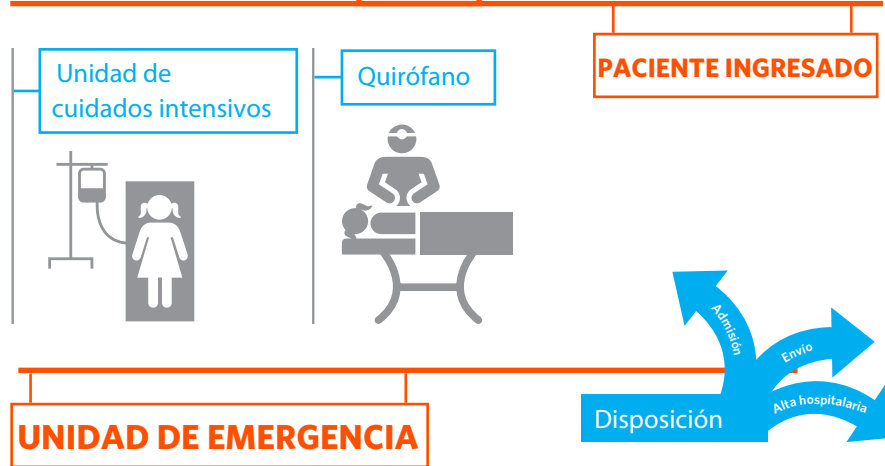 Unidad de
cuidados intensivos
Quirófano
PACIENTE INGRESADO
Admisión
Envío
Alta hospitalaria
Disposición
UNIDAD DE EMERGENCIA